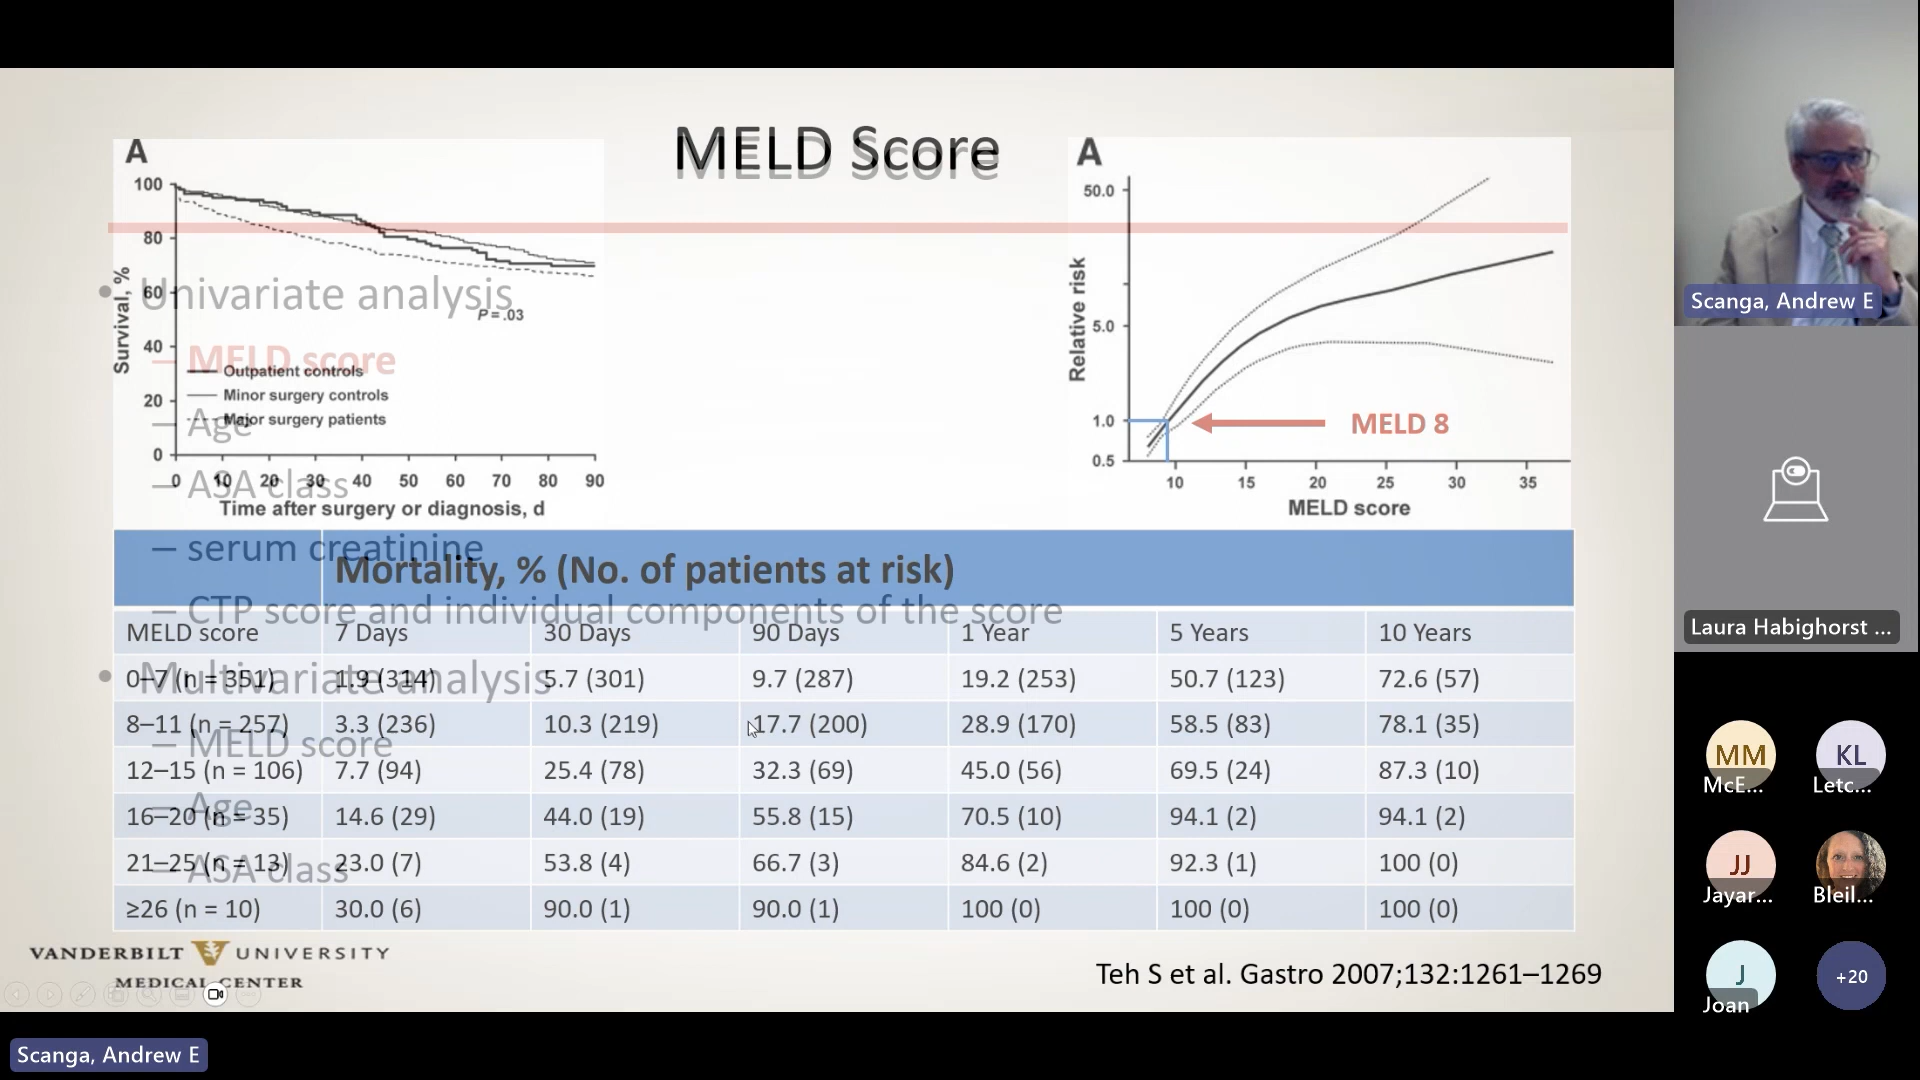 MELD Score
A
100
80
60
40
20
0
Survival, %
P = .03
Outpatient controls
Minor surgery controls
Major surgery patients
0 10 20 30 40 50 60 70 80 90
Time after surgery or diagnosis, d
A
50.0
5.0
1.0
0.5
Relative risk
MELD 8
10 15 20 25 30 35
MELD score
• Univariate analysis
– MELD score
– Age
– ASA class
– serum creatinine
– CTP score and individual components of the score
• Multivariate analysis
– MELD score
– Age
– ASA class
Mortality, % (No. of patients at risk)
MELD score 7 Days 30 Days 90 Days 1 Year 5 Years 10 Years
0–7 (n = 351) 1.9 (314) 5.7 (301) 9.7 (287) 19.2 (253) 50.7 (123) 72.6 (57)
8–11 (n = 257) 3.3 (236) 10.3 (219) 17.7 (200) 28.9 (170) 58.5 (83) 78.1 (35)
12–15 (n = 106) 7.7 (94) 25.4 (78) 32.3 (69) 45.0 (56) 69.5 (24) 87.3 (10)
16–20 (n = 35) 14.6 (29) 44.0 (19) 55.8 (15) 70.5 (10) 94.1 (2) 94.1 (2)
21–25 (n = 13) 23.0 (7) 53.8 (4) 66.7 (3) 84.6 (2) 92.3 (1) 100 (0)
≥26 (n = 10) 30.0 (6) 90.0 (1) 90.0 (1) 100 (0) 100 (0) 100 (0)
VANDERBILT UNIVERSITY
MEDICAL CENTER
Teh S et al. Gastro 2007;132:1261–1269
Scanga, Andrew E
Scanga, Andrew E
Laura Habighorst ...
MM
McE...
KL
Letc...
JJ
Jayar...
Bleil...
J
Joan
+20